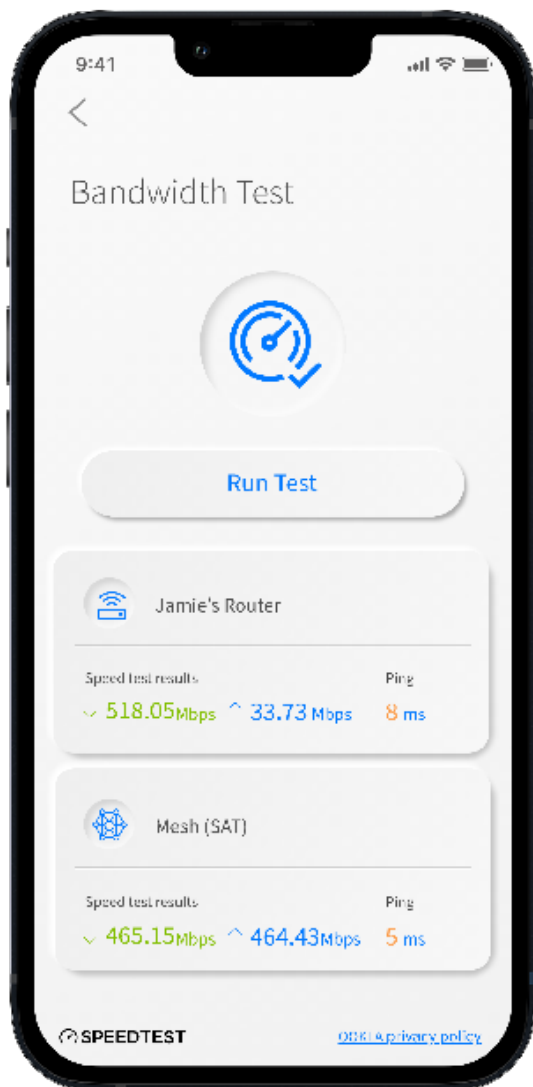 9:41
Bandwidth Test
Run Test
Jamie's Router
Speed test results Ping
518.05Mbps 33.73 Mbps 8 ms
Mesh (SAT)
Speed test results Ping
465.15Mbps 464.43Mbps 5 ms
SPEEDTEST OOKLA privacy policy